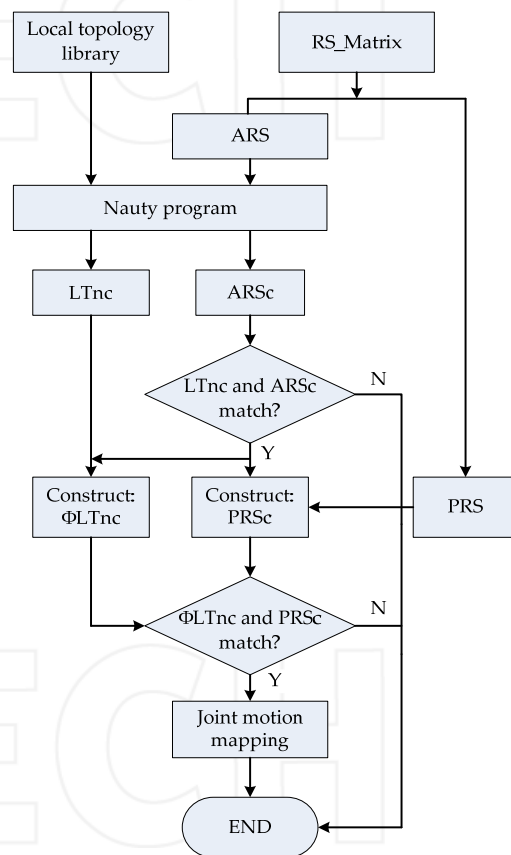 Local topology
library
RS_Matrix
ARS
Nauty program
LTnc
ARSc
LTnc and ARSc
match?
N
Y
Construct:
ΦLTnc
Construct:
PRSc
PRS
ΦLTnc and PRSc
match?
N
Y
Joint motion
mapping
END